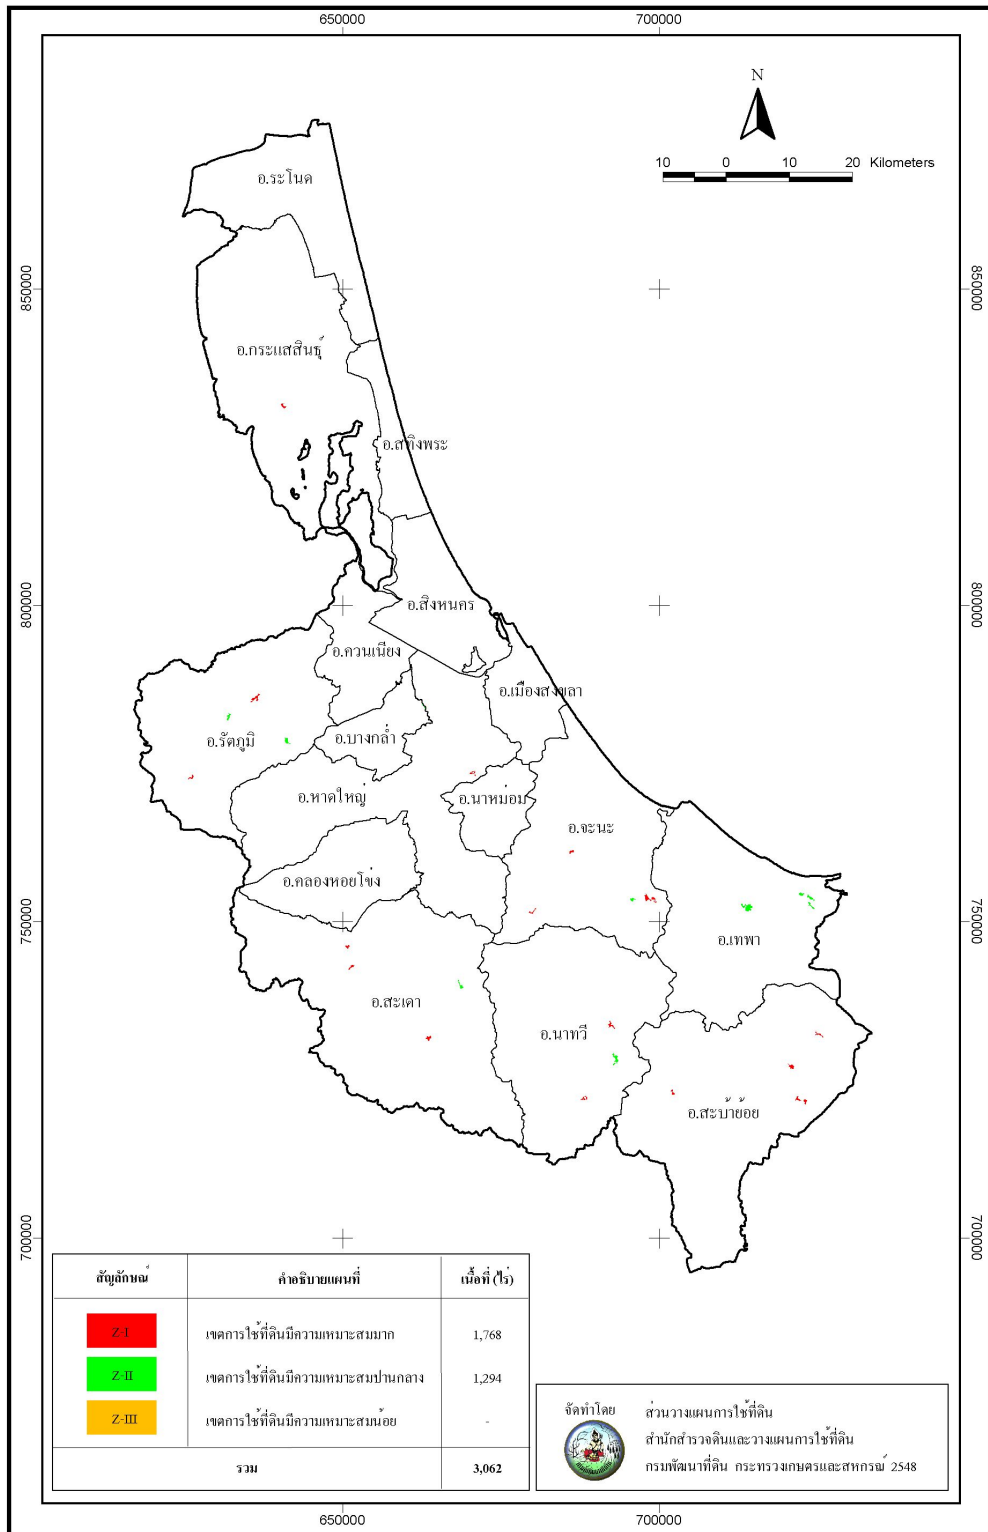 650000 700000
N
10 0 10 20 Kilometers
อ.ระโนด
850000 850000
อ.กระแสสินธุ์
อ.สทิงพระ
800000 800000
อ.สิงหนคร
อ.ควนเนียง
อ.เมืองสงขลา
อ.รัตภูมิ
อ.บางกล่ำ
อ.หาดใหญ่
อ.นาหม่อม
อ.จะนะ
อ.คลองหอยโข่ง
750000 750000
อ.เทพา
อ.สะเดา
อ.นาทวี
อ.สะบ้าย้อย
700000 700000
สัญลักษณ์ คำอธิบายแผนที่ เนื้อที่ (ไร่)
Z-I เขตการใช้ที่ดินมีความเหมาะสมมาก 1,768
Z-II เขตการใช้ที่ดินมีความเหมาะสมปานกลาง 1,294
Z-III เขตการใช้ที่ดินมีความเหมาะสมน้อย -
รวม 3,062
จัดทำโดย
ส่วนวางแผนการใช้ที่ดิน
สำนักสำรวจดินและวางแผนการใช้ที่ดิน
กรมพัฒนาที่ดิน กระทรวงเกษตรและสหกรณ์ 2548
650000 700000